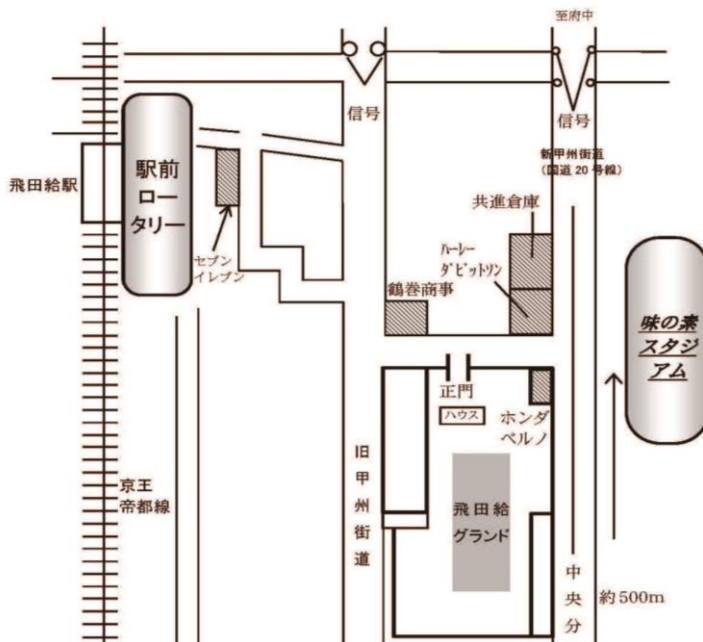 至府中
信号
信号
新甲州街道
(国道20号線)
飛田給駅
駅前
ロー
タリー
セブン
イレブン
共進倉庫
ハーレー
ダビットリン
鶴巻商事
味の素
スタジ
アム
正門
ハウス
ホンダ
ベルノ
旧甲州街道
飛田給
グランド
京王
帝都線
中央分
約500m